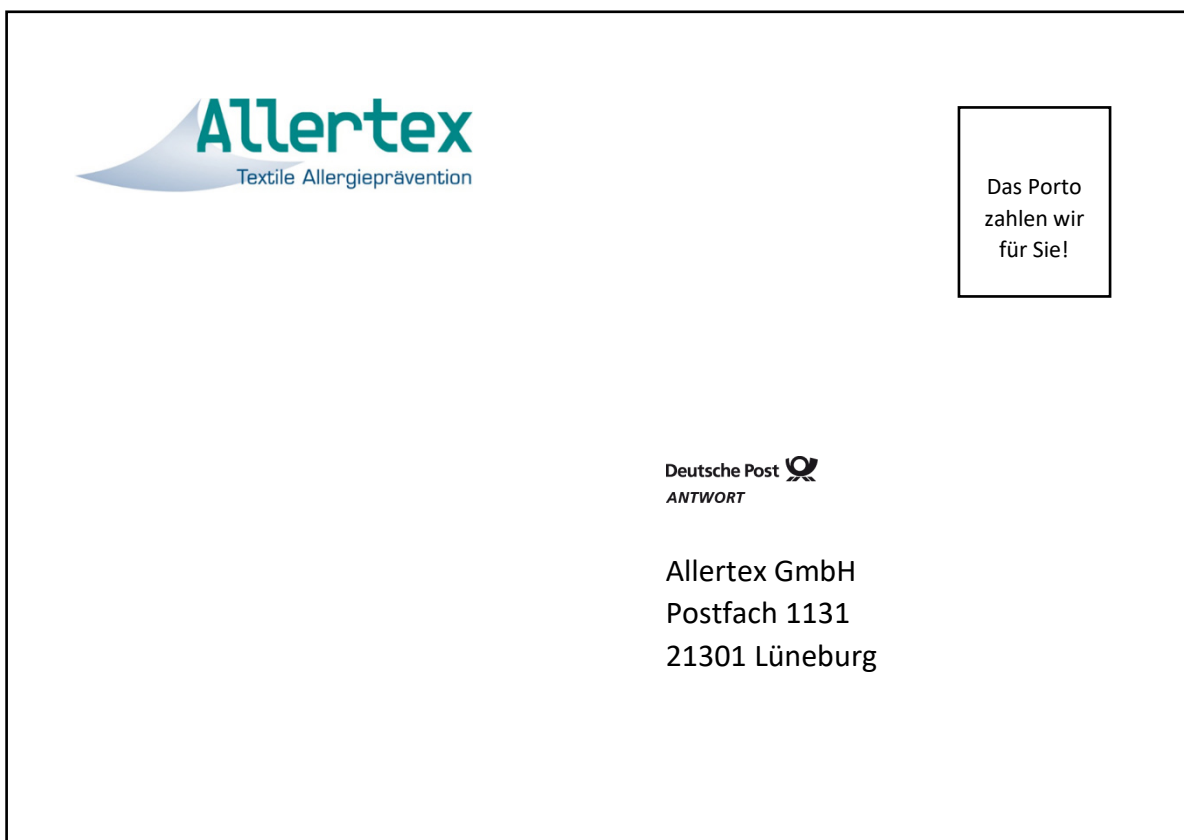 Allertex
Textile Allergieprävention
Das Porto
zahlen wir
für Sie!
Deutsche Post
ANTWORT
Allertex GmbH
Postfach 1131
21301 Lüneburg